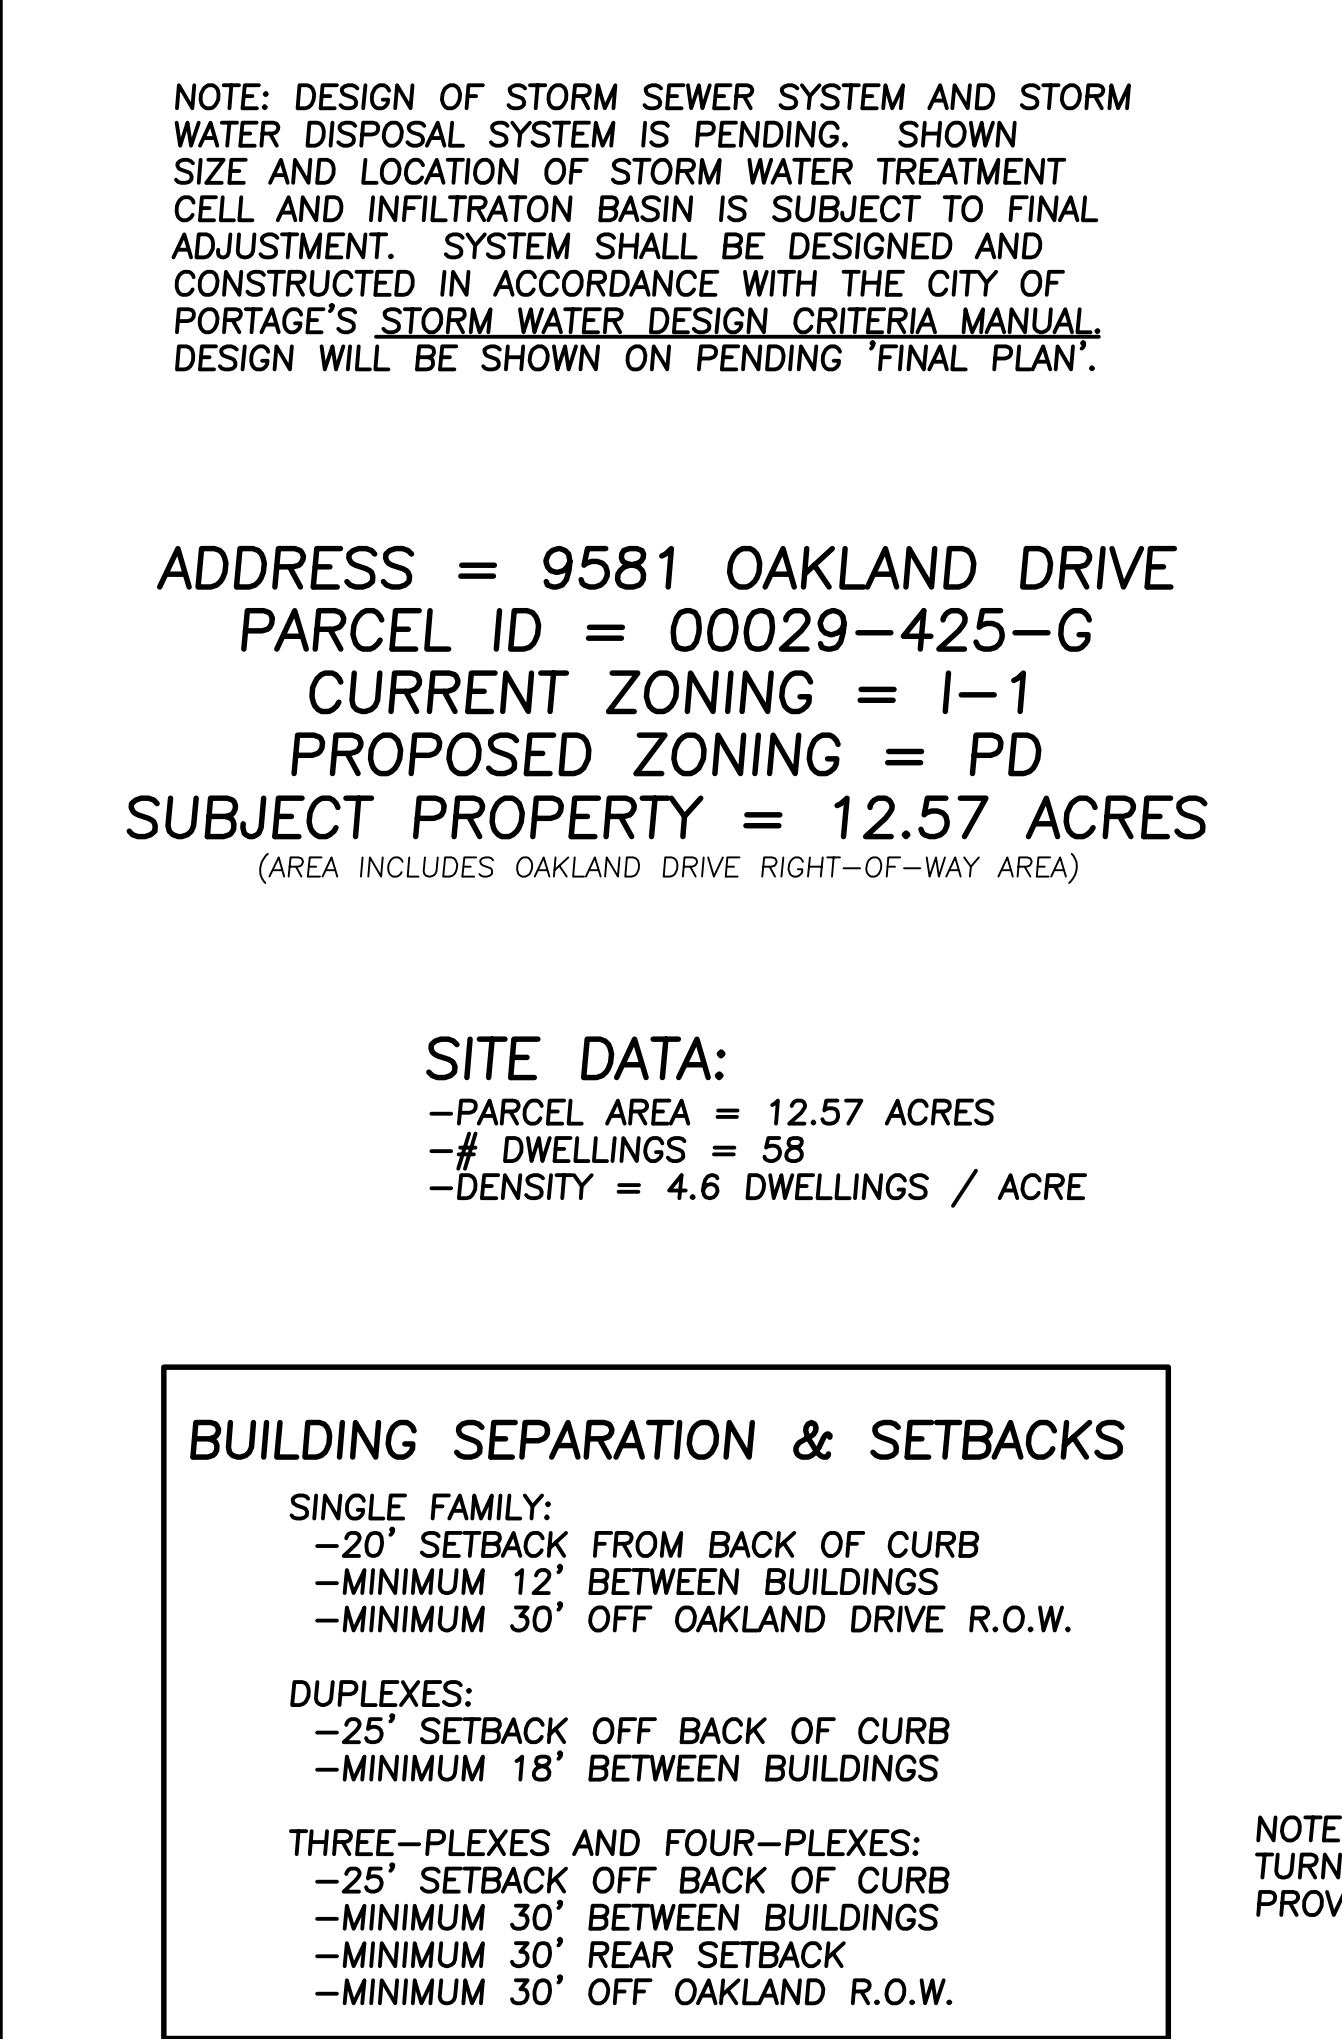 NOTE: DESIGN OF STORM SEWER SYSTEM AND STORM
WATER DISPOSAL SYSTEM IS PENDING. SHOWN
SIZE AND LOCATION OF STORM WATER TREATMENT
CELL AND INFILTRATON BASIN IS SUBJECT TO FINAL
ADJUSTMENT. SYSTEM SHALL BE DESIGNED AND
CONSTRUCTED IN ACCORDANCE WITH THE CITY OF
PORTAGE'S STORM WATER DESIGN CRITERIA MANUAL.
DESIGN WILL BE SHOWN ON PENDING 'FINAL PLAN'.
ADDRESS = 9581 OAKLAND DRIVE
PARCEL ID = 00029-425-G
CURRENT ZONING = I-1
PROPOSED ZONING = PD
SUBJECT PROPERTY = 12.57 ACRES
(AREA INCLUDES OAKLAND DRIVE RIGHT-OF-WAY AREA)
SITE DATA:
-PARCEL AREA = 12.57 ACRES
-# DWELLINGS = 58
-DENSITY = 4.6 DWELLINGS / ACRE
BUILDING SEPARATION & SETBACKS
SINGLE FAMILY:
-20' SETBACK FROM BACK OF CURB
-MINIMUM 12' BETWEEN BUILDINGS
-MINIMUM 30' OFF OAKLAND DRIVE R.O.W.
DUPLEXES:
-25' SETBACK OFF BACK OF CURB
-MINIMUM 18' BETWEEN BUILDINGS
THREE-PLEXES AND FOUR-PLEXES:
-25' SETBACK OFF BACK OF CURB
-MINIMUM 30' BETWEEN BUILDINGS
-MINIMUM 30' REAR SETBACK
-MINIMUM 30' OFF OAKLAND R.O.W.
NOTE
TURN
PROV